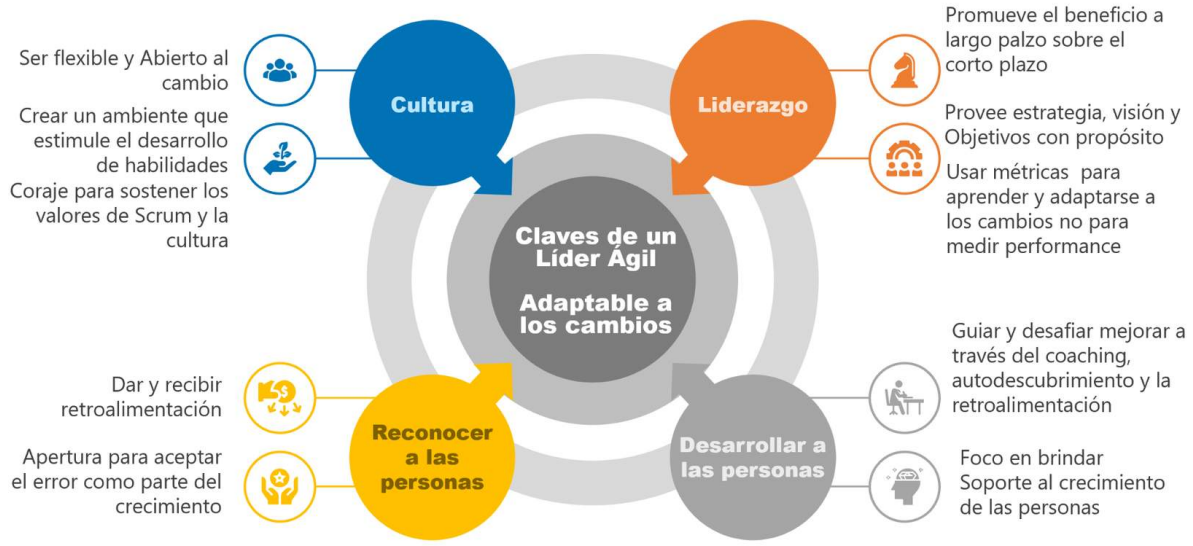 Ser flexible y Abierto al
cambio
Crear un ambiente que
estimule el desarrollo
de habilidades
Coraje para sostener los
valores de Scrum y la
cultura
Cultura
Liderazgo
Promueve el beneficio a
largo palzo sobre el
corto plazo
Provee estrategia, visión y
Objetivos con propósito
Usar métricas para
aprender y adaptarse a
los cambios no para
medir performance
Claves de un
Líder Ágil
Adaptable a
los cambios
Dar y recibir
retroalimentación
Apertura para aceptar
el error como parte del
crecimiento
Reconocer
a las
personas
Desarrollar a
las personas
Guiar y desafiar mejorar a
través del coaching,
autodescubrimiento y la
retroalimentación
Foco en brindar
Soporte al crecimiento
de las personas